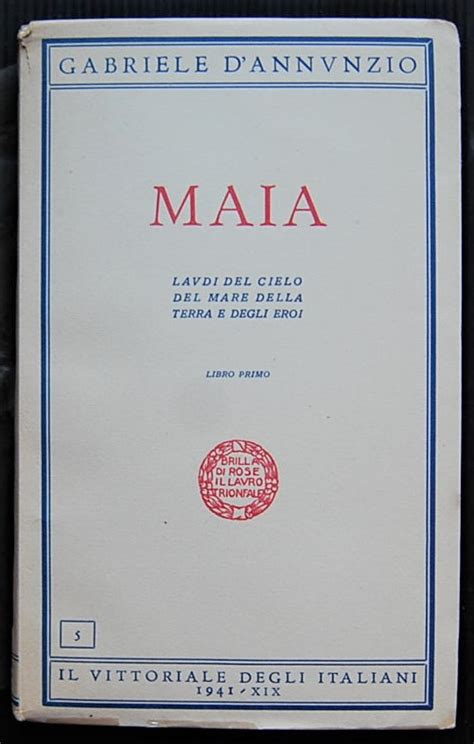 GABRIELE D'ANNVNZIO
MAIA
LAVDI DEL CIELO
DEL MARE DELLA
TERRA E DEGLI EROI
LIBRO PRIMO
BRILLA
DI ROSE
IL LAVRO
TRIONFALE
5
IL VITTORIALE DEGLI ITALIANI
1941-XIX